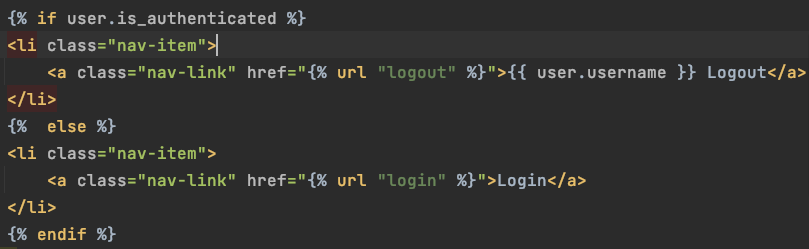 {% if user.is_authenticated %}
<li class="nav-item">
    <a class="nav-link" href="{% url "logout" %}">{{ user.username }} Logout</a>
</li>
{%  else %}
<li class="nav-item">
    <a class="nav-link" href="{% url "login" %}">Login</a>
</li>
{% endif %}